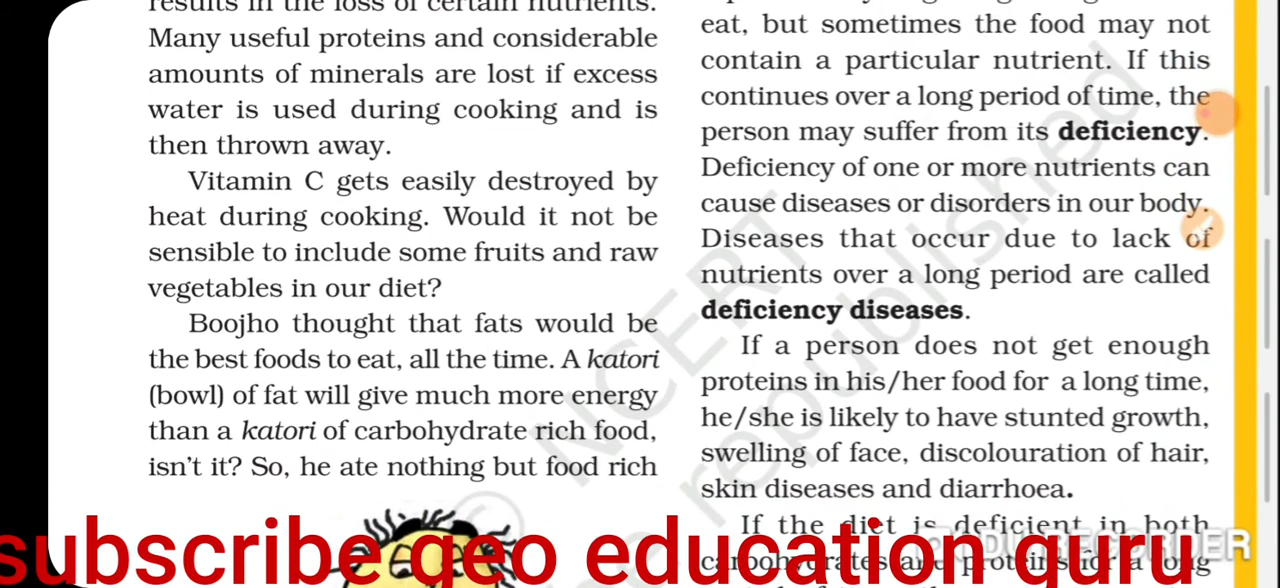 results in the loss of certain nutrients.
Many useful proteins and considerable
amounts of minerals are lost if excess
water is used during cooking and is
then thrown away.
Vitamin C gets easily destroyed by
heat during cooking. Would it not be
sensible to include some fruits and raw
vegetables in our diet?
Boojho thought that fats would be
the best foods to eat, all the time. A katori
(bowl) of fat will give much more energy
than a katori of carbohydrate rich food,
isn't it? So, he ate nothing but food rich
eat, but sometimes the food may not
contain a particular nutrient. If this
continues over a long period of time, the
person may suffer from its deficiency.
Deficiency of one or more nutrients can
cause diseases or disorders in our body.
Diseases that occur due to lack of
nutrients over a long period are called
deficiency diseases.
If a person does not get enough
proteins in his/her food for a long time,
he/she is likely to have stunted growth,
swelling of face, discolouration of hair,
skin diseases and diarrhoea.
If the diet is deficient in both
carbohydrates and proteins for a long
© NCERT
republished
subscribe geo education guru
RECORDER